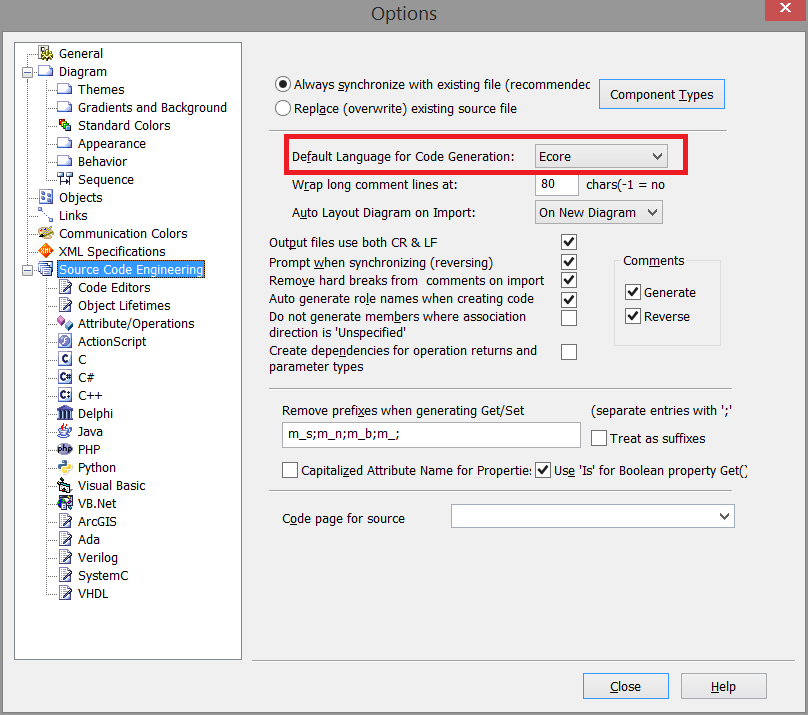 Options
General
Diagram
Themes
Gradients and Background
Standard Colors
Appearance
Behavior
Sequence
Objects
Links
Communication Colors
XML Specifications
Source Code Engineering
Code Editors
Object Lifetimes
Attribute/Operations
ActionScript
C
C#
C++
Delphi
Java
PHP
Python
Visual Basic
VB.Net
ArcGIS
Ada
Verilog
SystemC
VHDL
Always synchronize with existing file (recommended
Replace (overwrite) existing source file
Component Types
Default Language for Code Generation: Ecore
Wrap long comment lines at: 80 chars(-1 = no
Auto Layout Diagram on Import: On New Diagram
Output files use both CR & LF
Prompt when synchronizing (reversing)
Remove hard breaks from comments on import
Auto generate role names when creating code
Do not generate members where association
direction is 'Unspecified'
Create dependencies for operation returns and
parameter types
Comments
Generate
Reverse
Remove prefixes when generating Get/Set (separate entries with ';'
m_s;m_n;m_b;m_; Treat as suffixes
Capitalized Attribute Name for Propertie: Use 'Is' for Boolean property Get()
Code page for source
Close Help